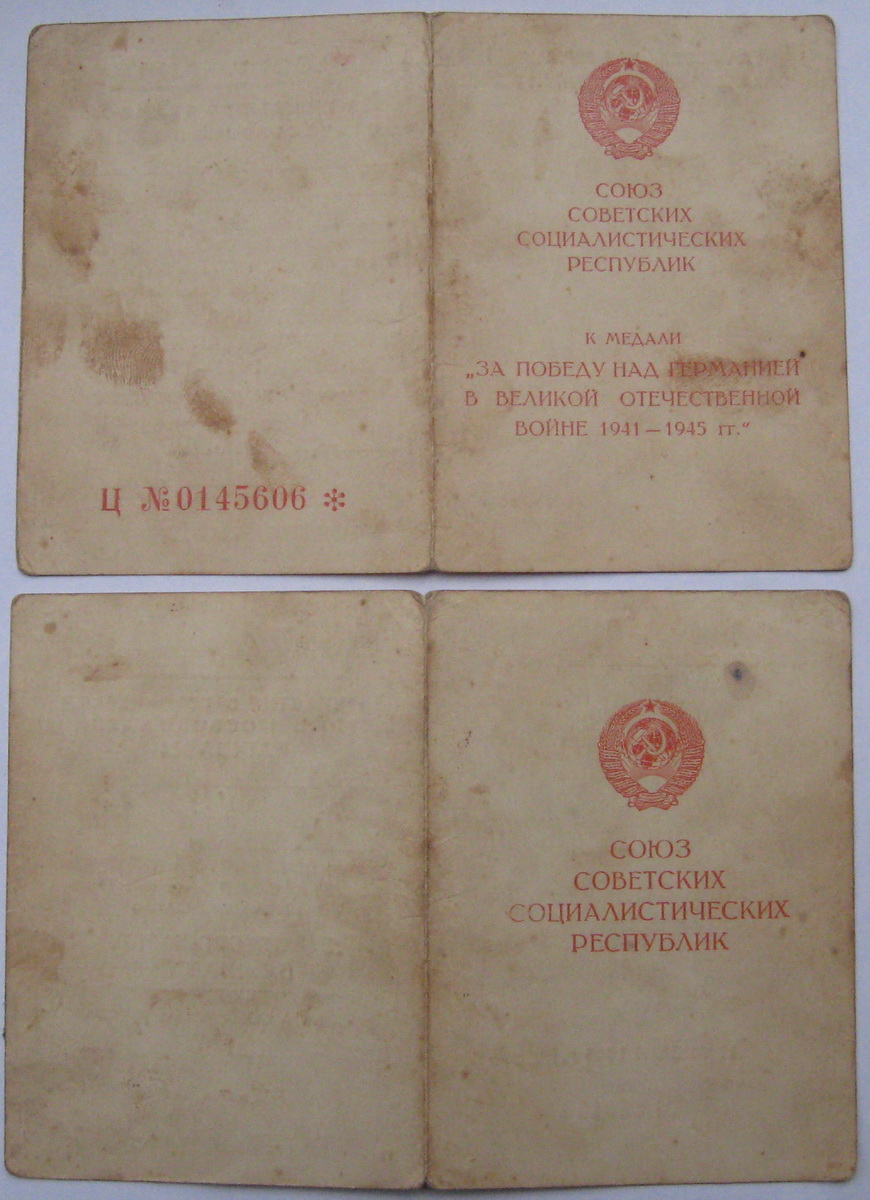 СОЮЗ
СОВЕТСКИХ
СОЦИАЛИСТИЧЕСКИХ
РЕСПУБЛИК
К МЕДАЛИ
„ЗА ПОБЕДУ НАД ГЕРМАНИЕЙ
В ВЕЛИКОЙ ОТЕЧЕСТВЕННОЙ
ВОЙНЕ 1941—1945 гг.“
Ц №0145606 *
СОЮЗ
СОВЕТСКИХ
СОЦИАЛИСТИЧЕСКИХ
РЕСПУБЛИК